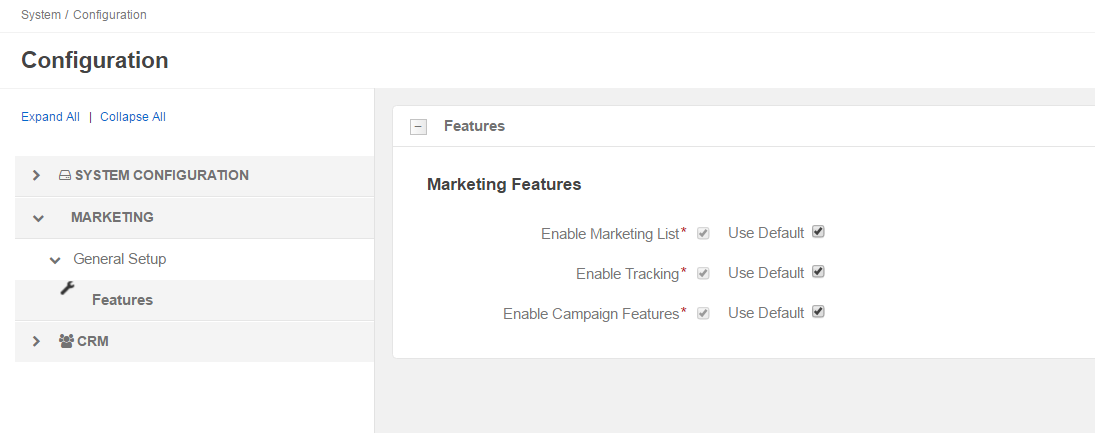 System / Configuration
Configuration
Expand All | Collapse All
SYSTEM CONFIGURATION
MARKETING
General Setup
Features
CRM
Features
Marketing Features
Enable Marketing List* Use Default
Enable Tracking* Use Default
Enable Campaign Features* Use Default